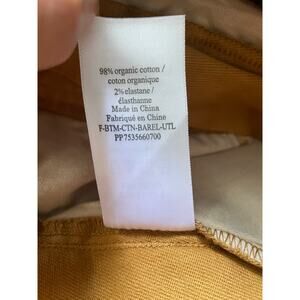 98% organic cotton /
coton organique
2% elastane /
élasthanne
Made in China
Fabriqué en Chine
F-BTM-CTN-BAREL-UTL
PP7535660700